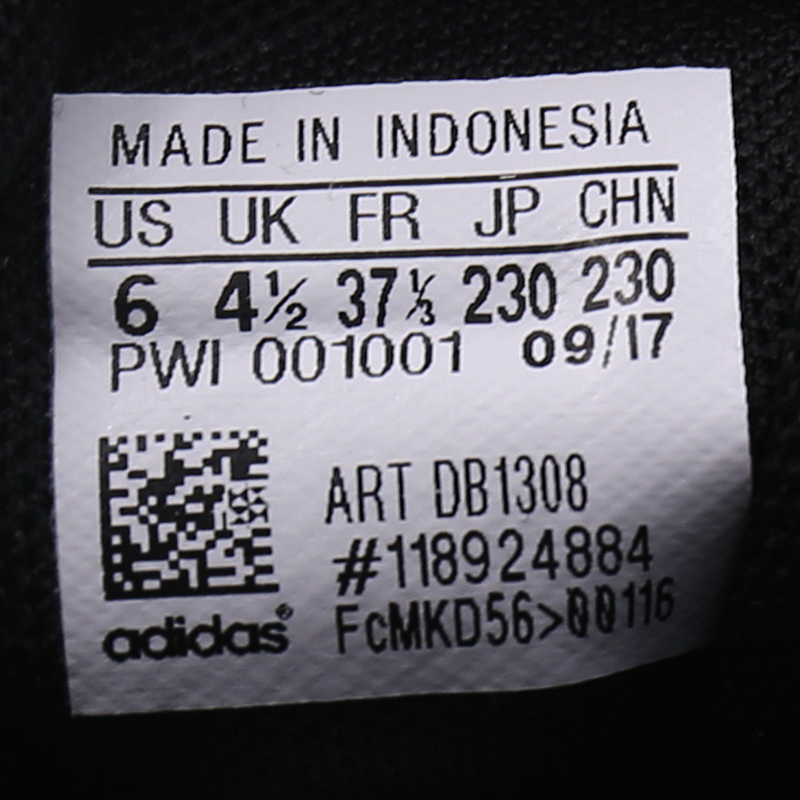 MADE IN INDONESIA
US UK FR JP CHN
6 4½ 37⅓ 230 230
PWI 001001 09/17
ART DB1308
#118924884
adidas® FcMKD56>00116